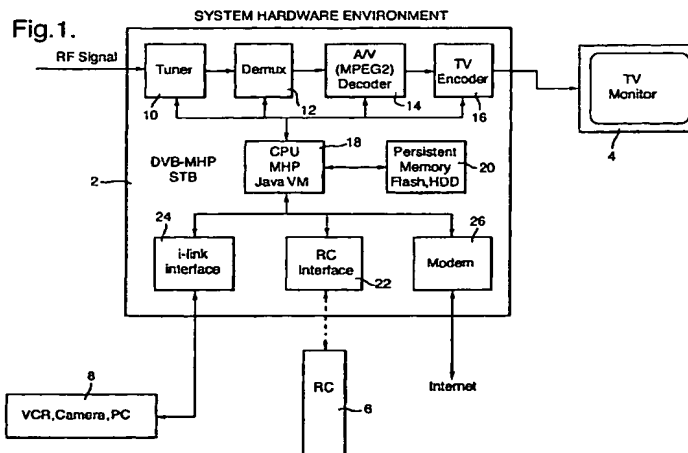 SYSTEM HARDWARE ENVIRONMENT
Fig.1.
RF Signal
Tuner
10
Demux
12
A/V
(MPEG2)
Decoder
14
TV
Encoder
16
TV
Monitor
4
2
DVB-MHP
STB
CPU
MHP
Java VM
18
Persistent
Memory
Flash,HDD
20
24
i-link
interface
RC
Interface
22
26
Modem
8
VCR,Camera,PC
RC
6
Internet